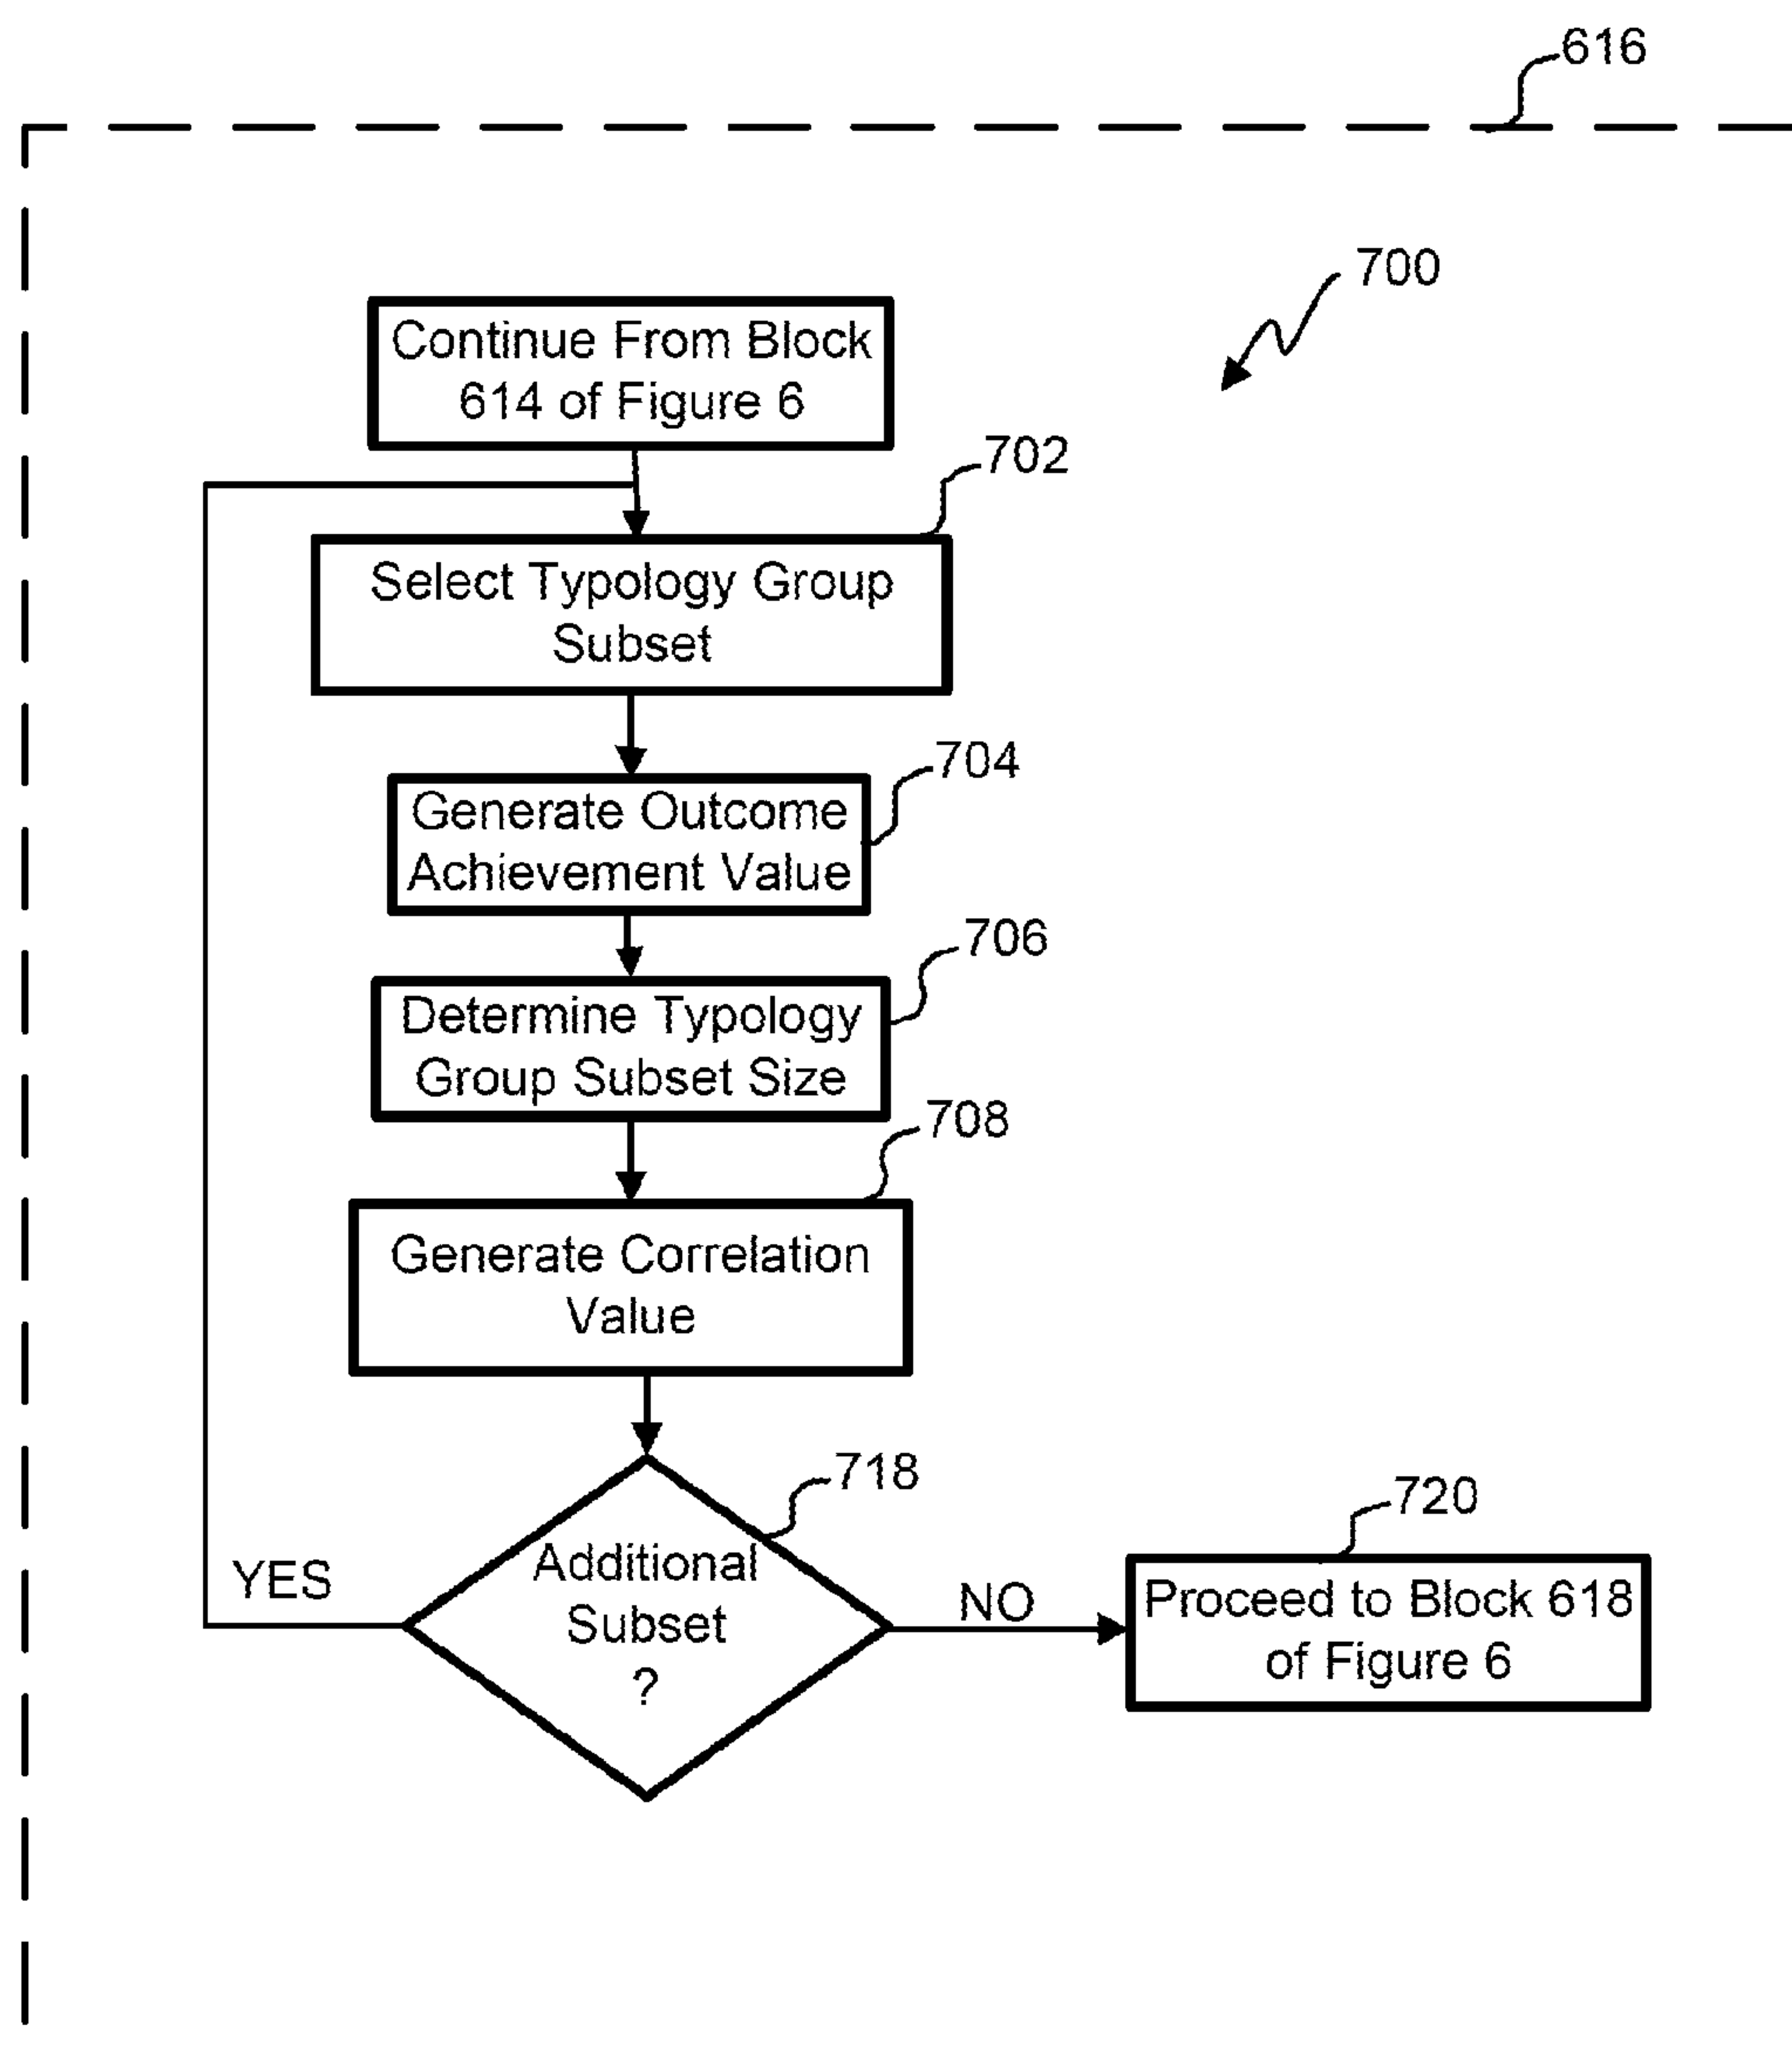 616
700
Continue From Block
614 of Figure 6
702
Select Typology Group
Subset
704
Generate Outcome
Achievement Value
706
Determine Typology
Group Subset Size
708
Generate Correlation
Value
718
Additional
Subset
?
YES
NO
720
Proceed to Block 618
of Figure 6